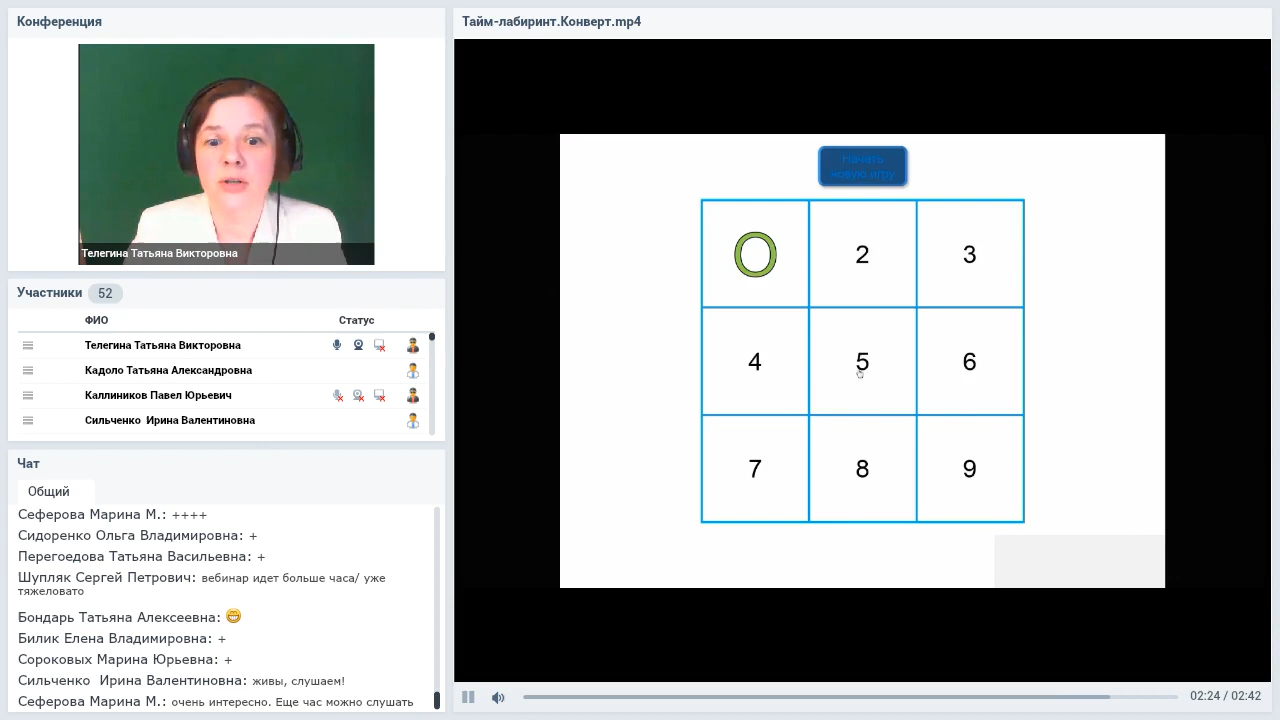 Конференция
Телегина Татьяна Викторовна
Участники 52
ФИО Статус
Телегина Татьяна Викторовна
Кадоло Татьяна Александровна
Каллиников Павел Юрьевич
Сильченко Ирина Валентиновна
Чат
Общий
Сеферова Марина М.: ++++
Сидоренко Ольга Владимировна: +
Перегоедова Татьяна Васильевна: +
Шупляк Сергей Петрович: вебинар идет больше часа/ уже
тяжеловато
Бондарь Татьяна Алексеевна:
Билик Елена Владимировна: +
Сороковых Марина Юрьевна: +
Сильченко Ирина Валентиновна: живы, слушаем!
Сеферова Марина М.: очень интересно. Еще час можно слушать
Тайм-лабиринт.Конверт.mp4
Начать
новую игру
O 2 3
4 5 6
7 8 9
02:24 / 02:42